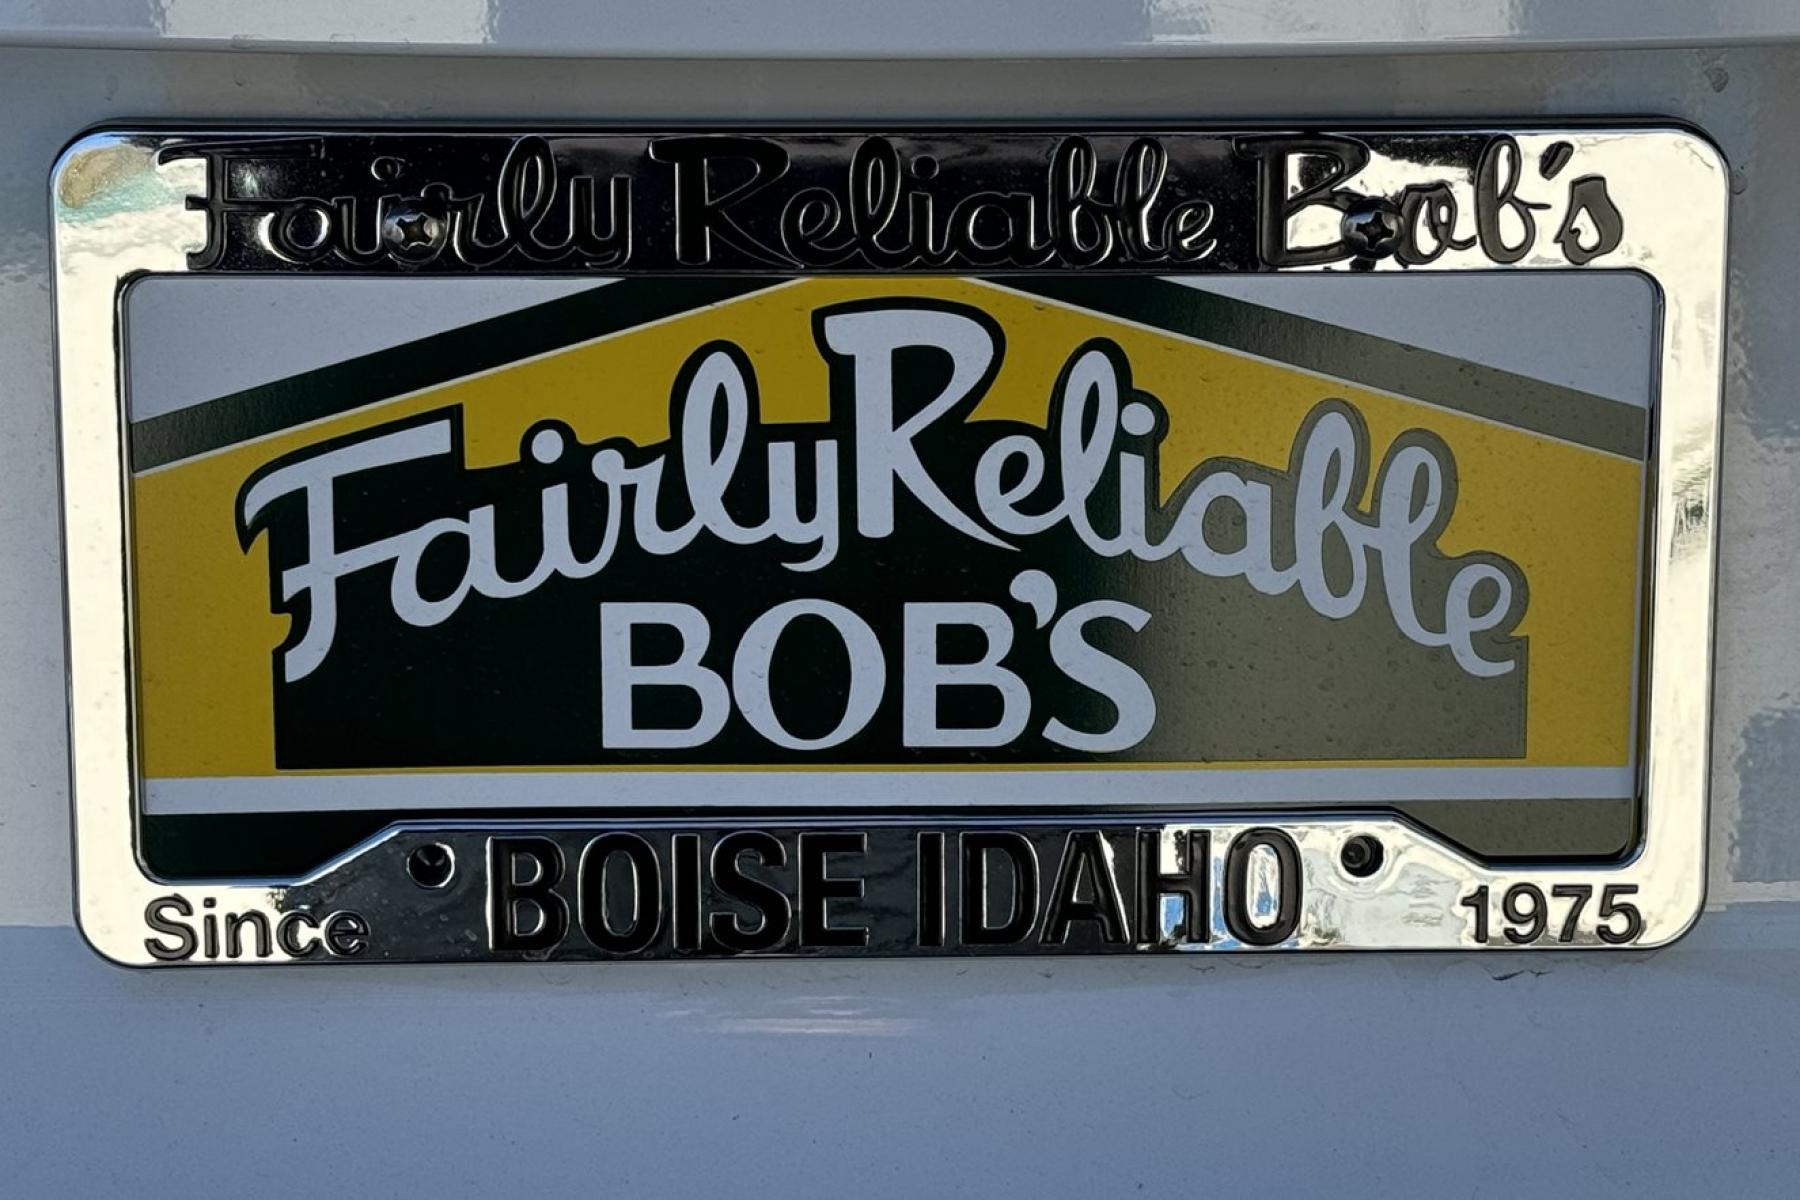 Fairly Reliable Bob's
Fairly Reliable
BOB'S
Since BOISE IDAHO 1975